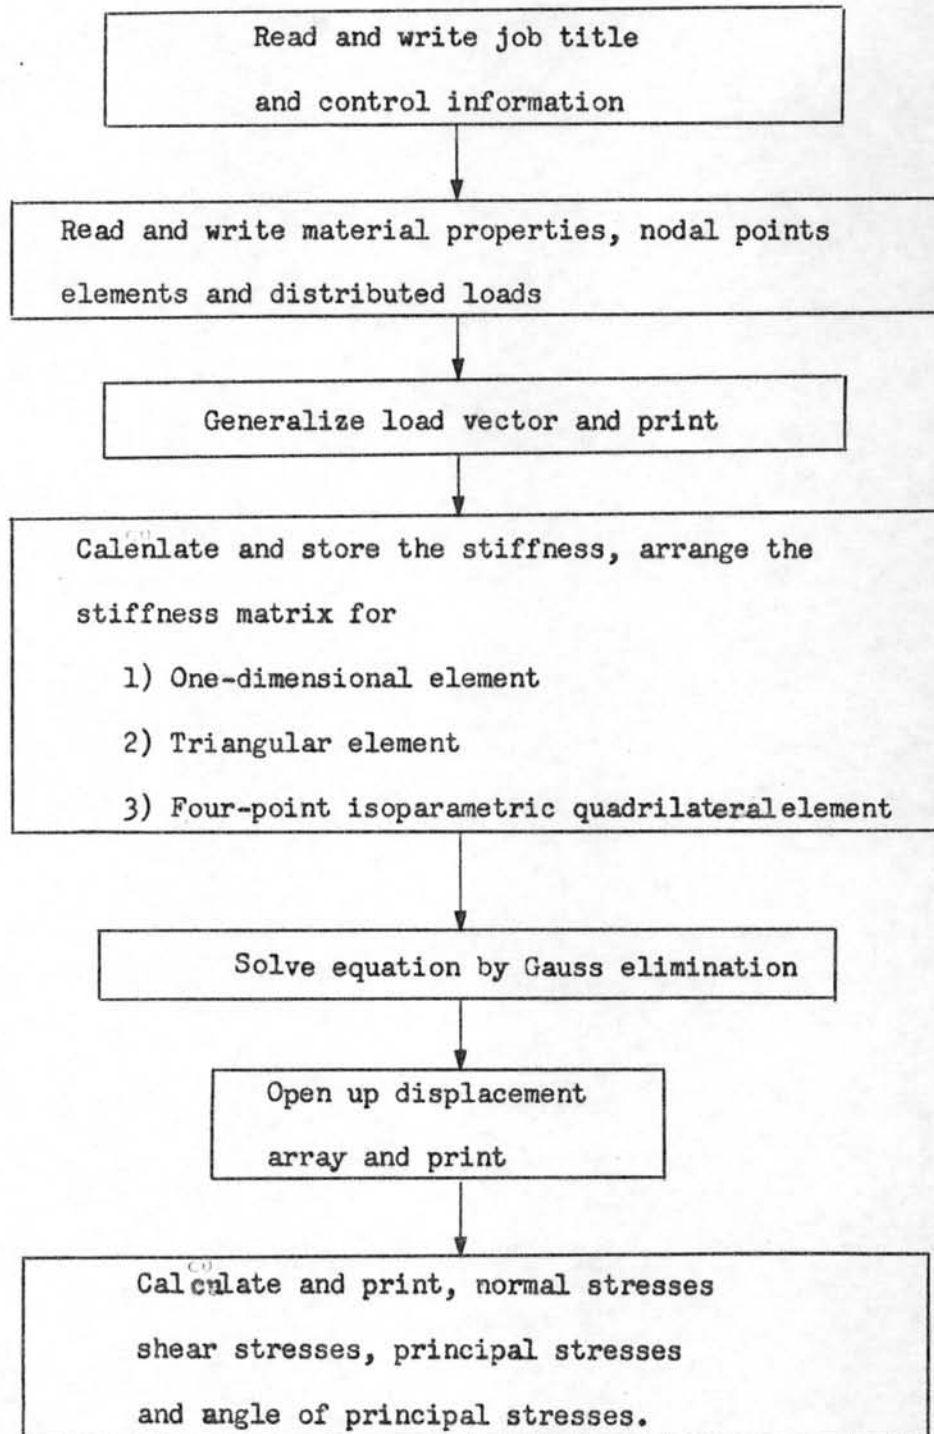 Read and write job title
and control information
Read and write material properties, nodal points
elements and distributed loads
Generalize load vector and print
Calenlate and store the stiffness, arrange the
stiffness matrix for
1) One-dimensional element
2) Triangular element
3) Four-point isoparametric quadrilateral element
Solve equation by Gauss elimination
Open up displacement
array and print
Calculate and print, normal stresses
shear stresses, principal stresses
and angle of principal stresses.